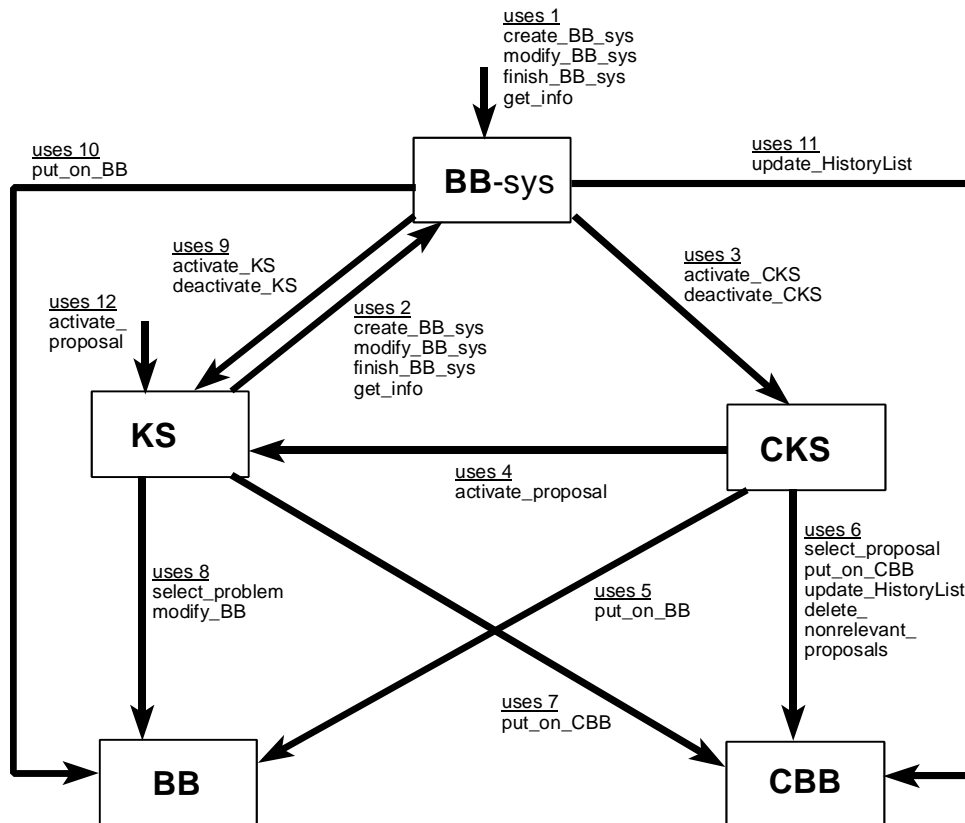 uses 1
create_BB_sys
modify_BB_sys
finish_BB_sys
get_info
uses 10
put_on_BB
uses 11
update_HistoryList
BB-sys
uses 9
activate_KS
deactivate_KS
uses 3
activate_CKS
deactivate_CKS
uses 12
activate_
proposal
uses 2
create_BB_sys
modify_BB_sys
finish_BB_sys
get_info
KS
CKS
uses 4
activate_proposal
uses 8
select_problem
modify_BB
uses 5
put_on_BB
uses 6
select_proposal
put_on_CBB
update_HistoryList
delete_
nonrelevant_
proposals
uses 7
put_on_CBB
BB
CBB